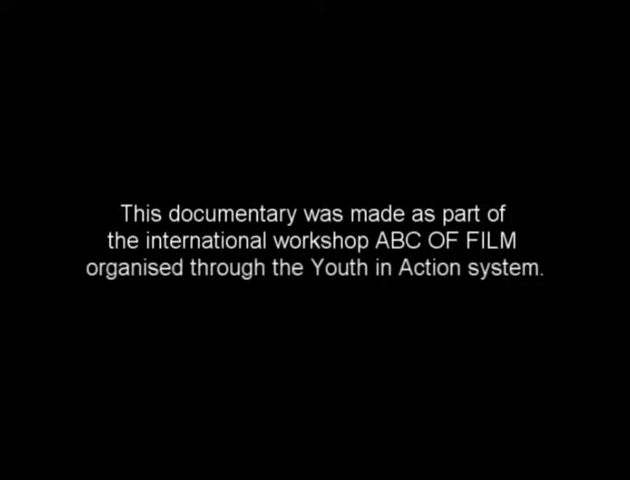 This documentary was made as part of
the international workshop ABC OF FILM
organised through the Youth in Action system.